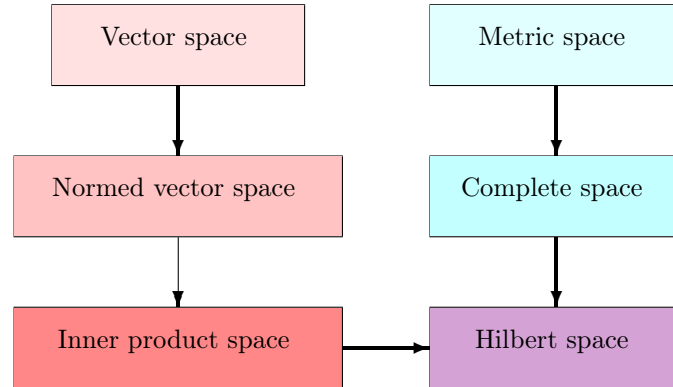 Vector space
Metric space
Normed vector space
Complete space
Inner product space
Hilbert space